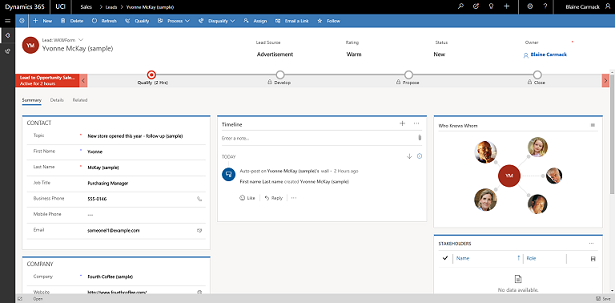 Dynamics 365 UCI Sales > Leads > Yvonne McKay (sample) Blaine Carmack
New Delete Refresh Qualify Process Disqualify Assign Email a Link Follow
Lead: WKWForm
YM Yvonne McKay (sample)
Lead Source Rating Status Owner
Advertisement Warm New Blaine Carmack
Lead to Opportunity Sale...
Active for 2 hours
Qualify (2 Hrs) Develop Propose Close
Summary Details Related
CONTACT
Topic * New store opened this year - follow up (sample)
First Name * Yvonne
Last Name * McKay (sample)
Job Title Purchasing Manager
Business Phone 555-0146
Mobile Phone ---
Email someone1@example.com
COMPANY
Company * Fourth Coffee (sample)
Website http://www.fourthcoffee.com/
Timeline
Enter a note...
TODAY
Auto-post on Yvonne McKay (sample)'s wall - 2 hours ago
First name Last name created Yvonne McKay (sample)
Like Reply ...
Who Knows Whom
YM
STAKEHOLDERS
Name Role
No data available.
Open Save